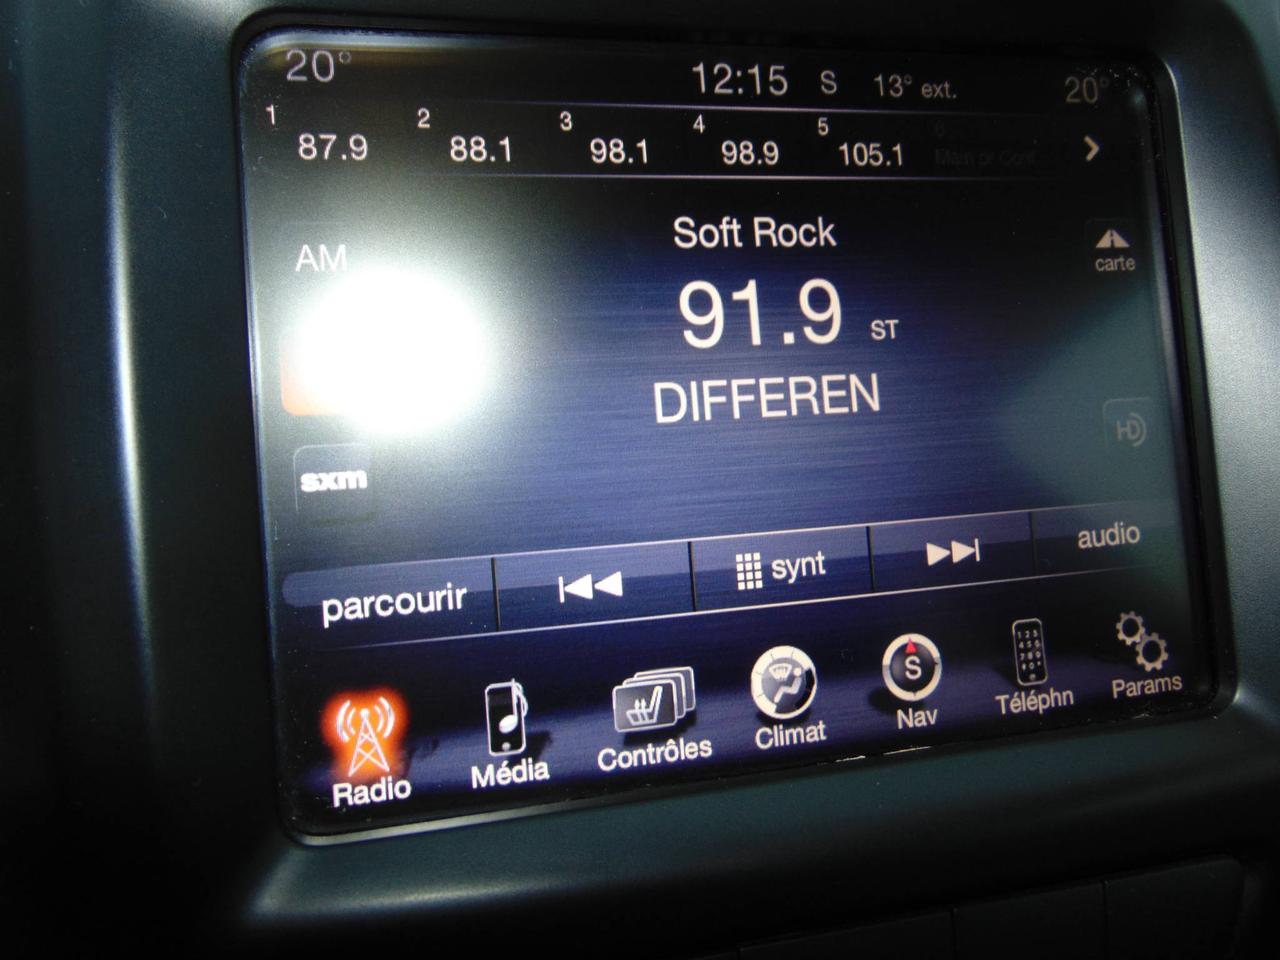 20° 12:15 S 13° ext. 20°
1 87.9 2 88.1 3 98.1 4 98.9 5 105.1 6
Soft Rock
AM
carte
91.9 ST
DIFFEREN
HD
sxm
parcourir synt audio
Radio Média Contrôles Climat S Nav Téléphn Params